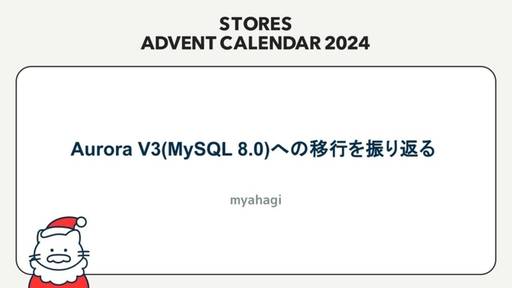 STORES
ADVENT CALENDAR 2024
Aurora V3(MySQL 8.0)への移行を振り返る
myahagi